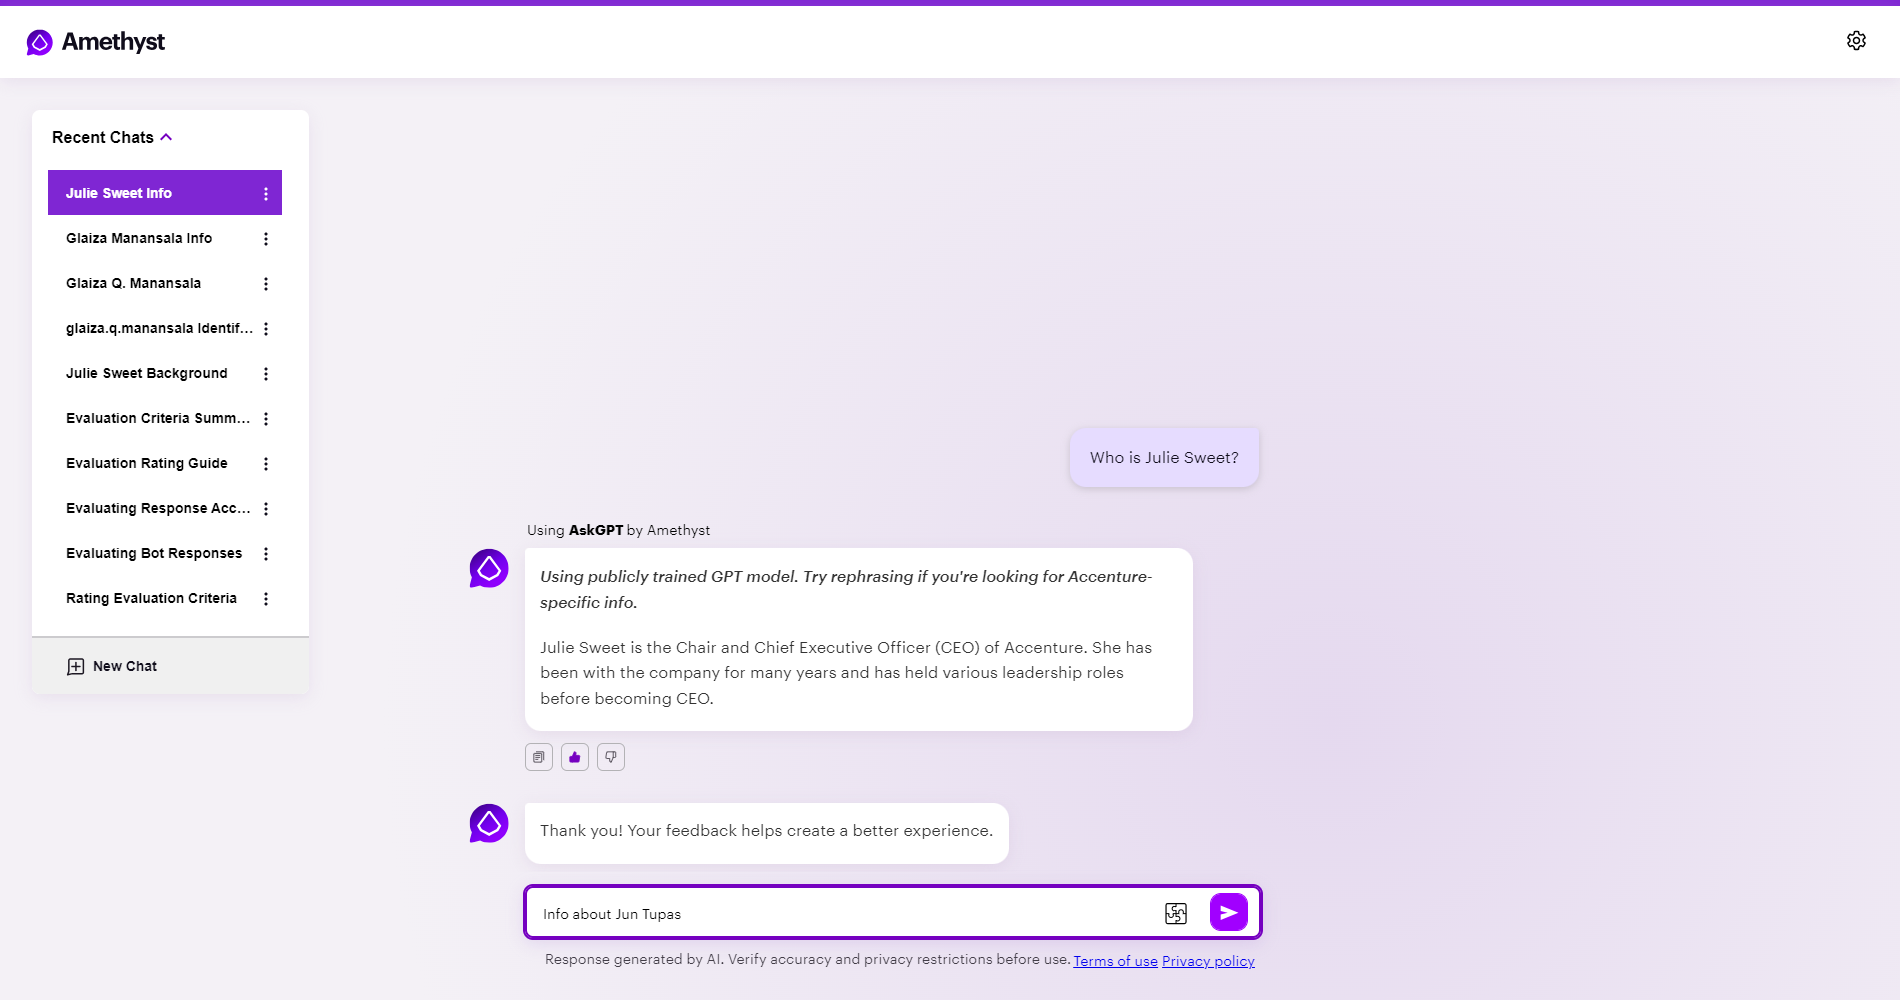 Amethyst
Recent Chats
Julie Sweet Info
Glaiza Manansala Info
Glaiza Q. Manansala
glaiza.q.manansala Identif...
Julie Sweet Background
Evaluation Criteria Summ...
Evaluation Rating Guide
Evaluating Response Acc...
Evaluating Bot Responses
Rating Evaluation Criteria
New Chat
Who is Julie Sweet?
Using AskGPT by Amethyst
Using publicly trained GPT model. Try rephrasing if you're looking for Accenture-
specific info.
Julie Sweet is the Chair and Chief Executive Officer (CEO) of Accenture. She has
been with the company for many years and has held various leadership roles
before becoming CEO.
Thank you! Your feedback helps create a better experience.
Info about Jun Tupas
Response generated by AI. Verify accuracy and privacy restrictions before use. Terms of use Privacy policy